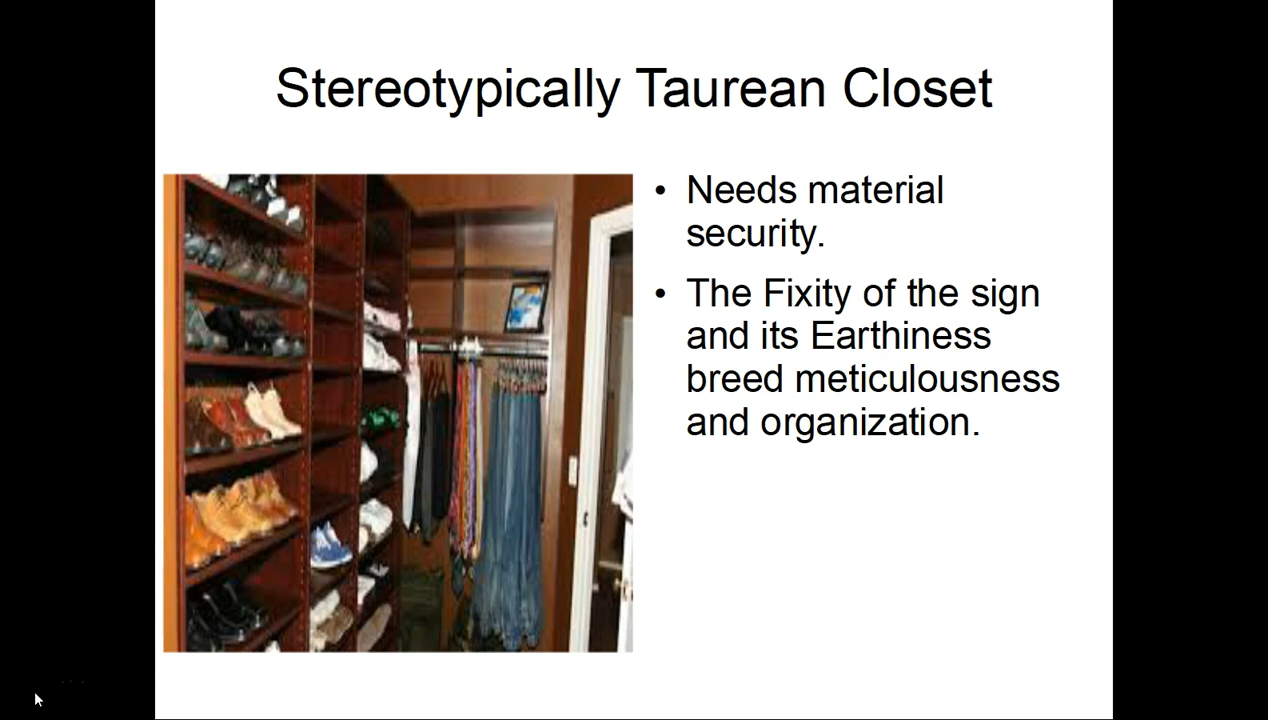 Stereotypically Taurean Closet
• Needs material
security.
• The Fixity of the sign
and its Earthiness
breed meticulousness
and organization.